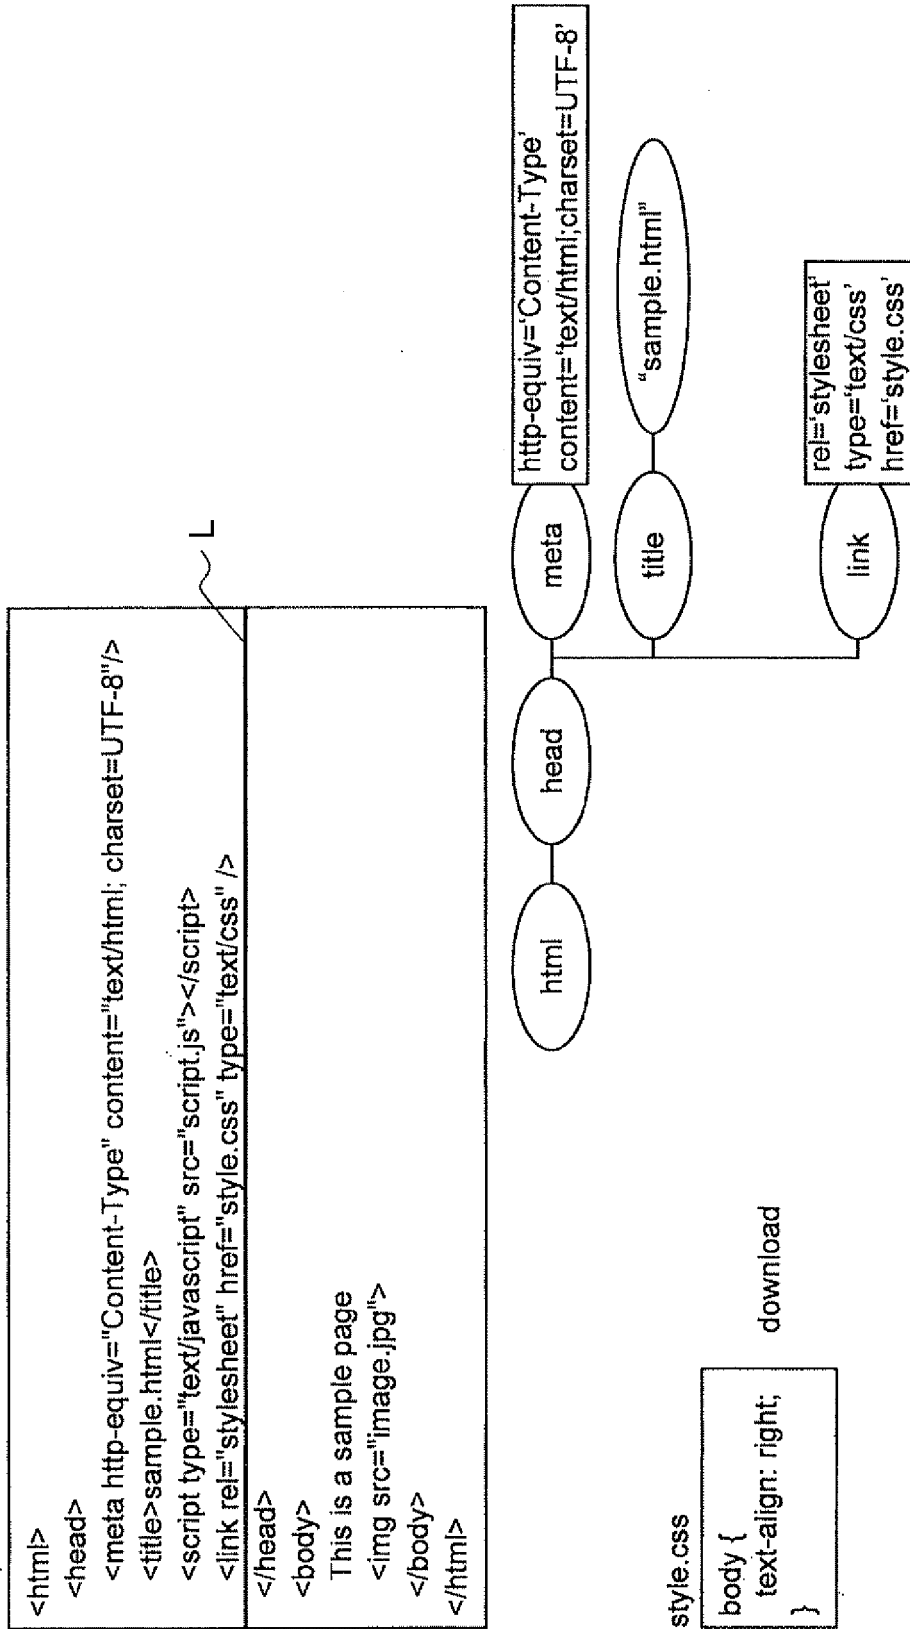 <html>
<head>
<meta http-equiv="Content-Type" content="text/html; charset=UTF-8"/>
<title>sample.html</title>
<script type="text/javascript" src="script.js"></script>
<link rel="stylesheet" href="style.css" type="text/css" />
</head>
<body>
This is a sample page
<img src="image.jpg">
</body>
</html>
L
html
head
meta
http-equiv='Content-Type'
content='text/html;charset=UTF-8'
title
"sample.html"
link
rel='stylesheet'
type='text/css'
href='style.css'
style.css
body {
text-align: right;
}
download